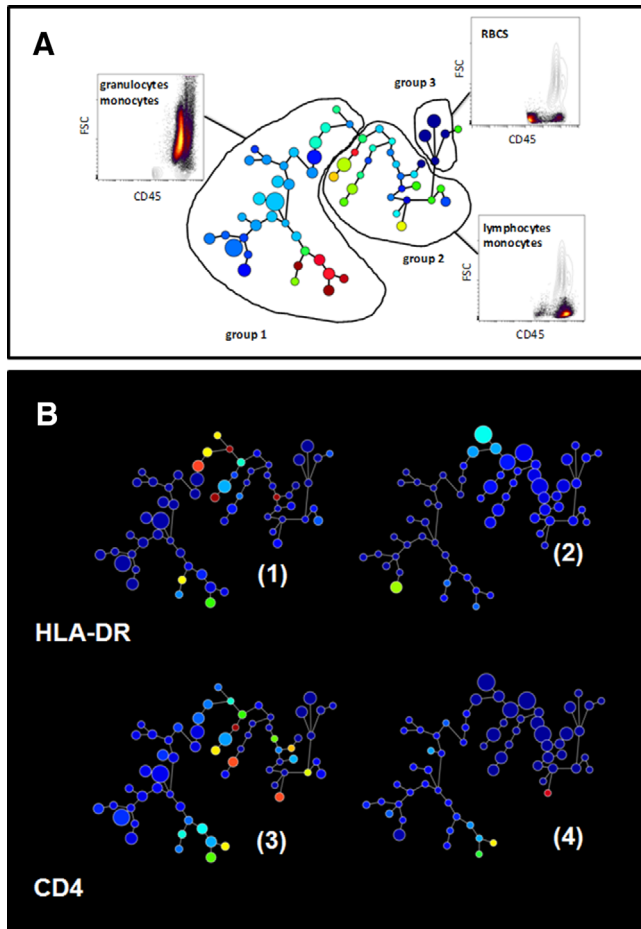 A
granulocytes
monocytes
FSC
CD45
group 3
RBCS
FSC
CD45
lymphocytes
monocytes
FSC
CD45
group 2
group 1
B
(1)
(2)
HLA-DR
(3)
(4)
CD4